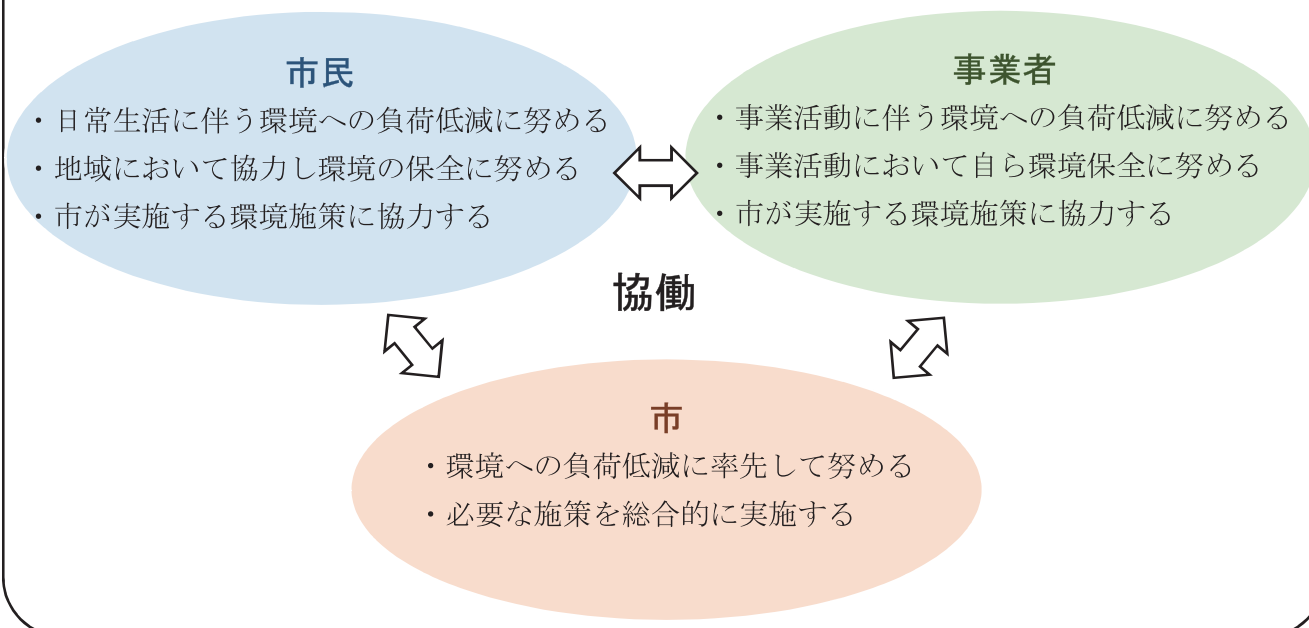 市民
・日常生活に伴う環境への負荷低減に努める
・地域において協力し環境の保全に努める
・市が実施する環境施策に協力する
事業者
・事業活動に伴う環境への負荷低減に努める
・事業活動において自ら環境保全に努める
・市が実施する環境施策に協力する
協働
市
・環境への負荷低減に率先して努める
・必要な施策を総合的に実施する